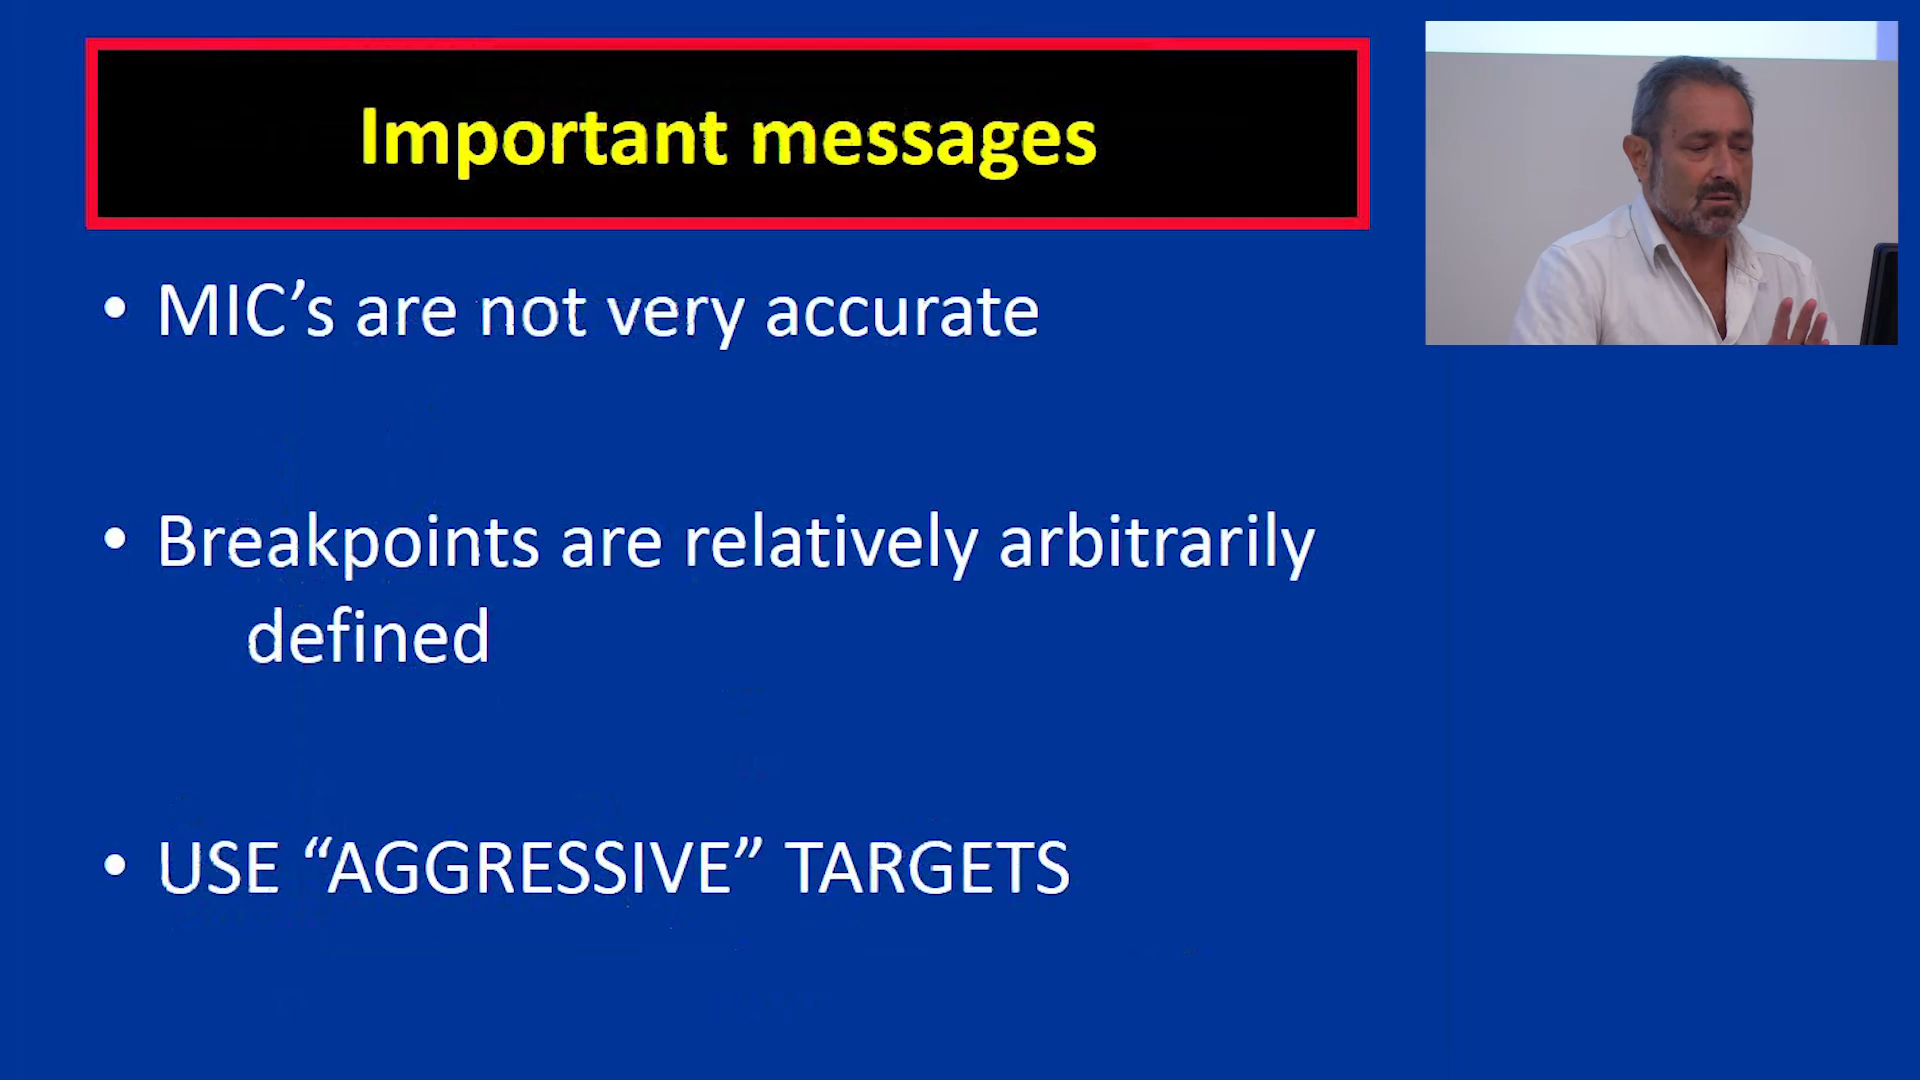 Important messages
• MIC’s are not very accurate
• Breakpoints are relatively arbitrarily
defined
• USE “AGGRESSIVE” TARGETS